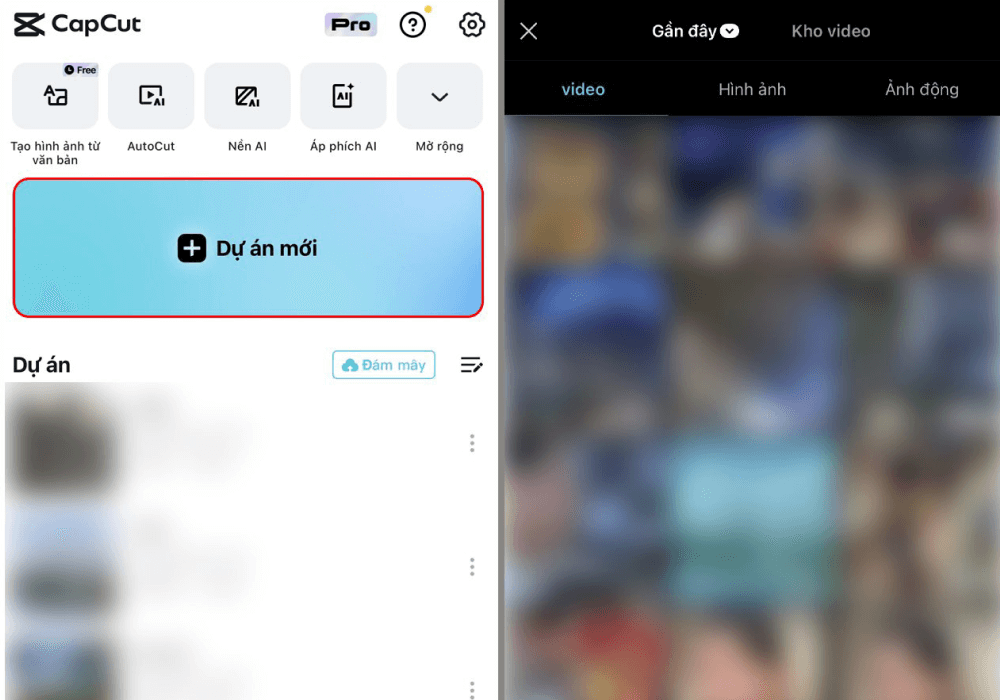 CapCut
Pro
Free
Tạo hình ảnh từ
văn bản
AutoCut
Nền AI
Áp phích AI
Mở rộng
Dự án mới
Dự án
Đám mây
Gần đây
Kho video
video
Hình ảnh
Ảnh động